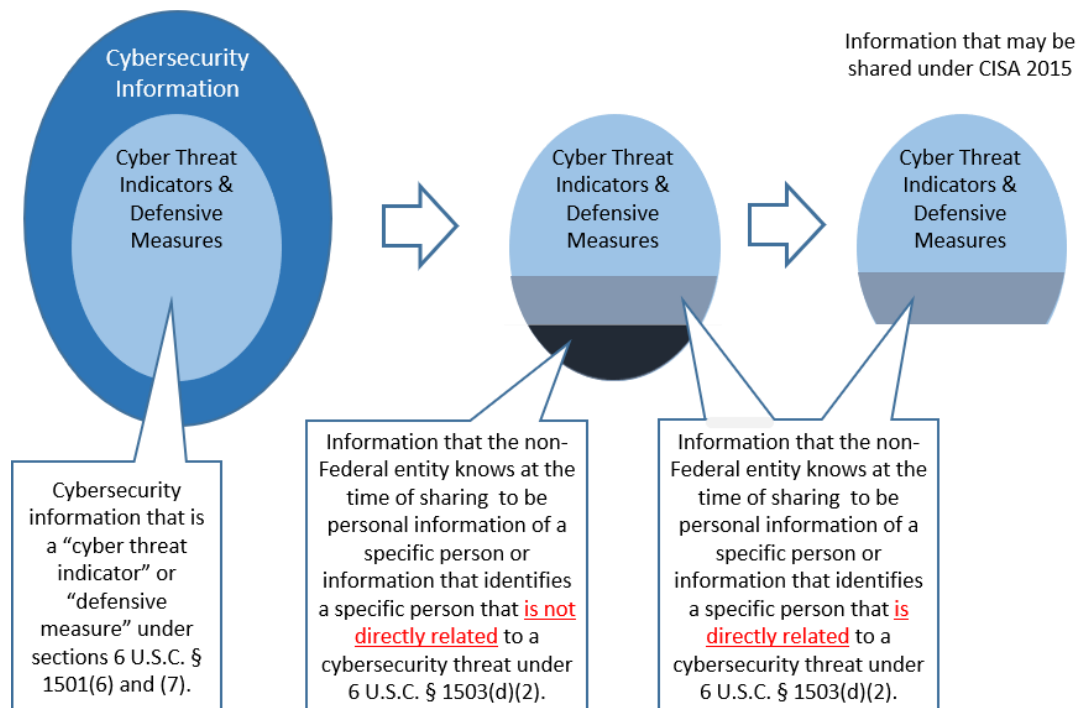 Cybersecurity
Information
Cyber Threat
Indicators &
Defensive
Measures
Cyber Threat
Indicators &
Defensive
Measures
Information that may be
shared under CISA 2015
Cyber Threat
Indicators &
Defensive
Measures
Cybersecurity
information that is
a “cyber threat
indicator” or
“defensive
measure” under
sections 6 U.S.C. §
1501(6) and (7).
Information that the non-
Federal entity knows at the
time of sharing to be
personal information of a
specific person or
information that identifies
a specific person that is not
directly related to a
cybersecurity threat under
6 U.S.C. § 1503(d)(2).
Information that the non-
Federal entity knows at the
time of sharing to be
personal information of a
specific person or
information that identifies
a specific person that is
directly related to a
cybersecurity threat under
6 U.S.C. § 1503(d)(2).